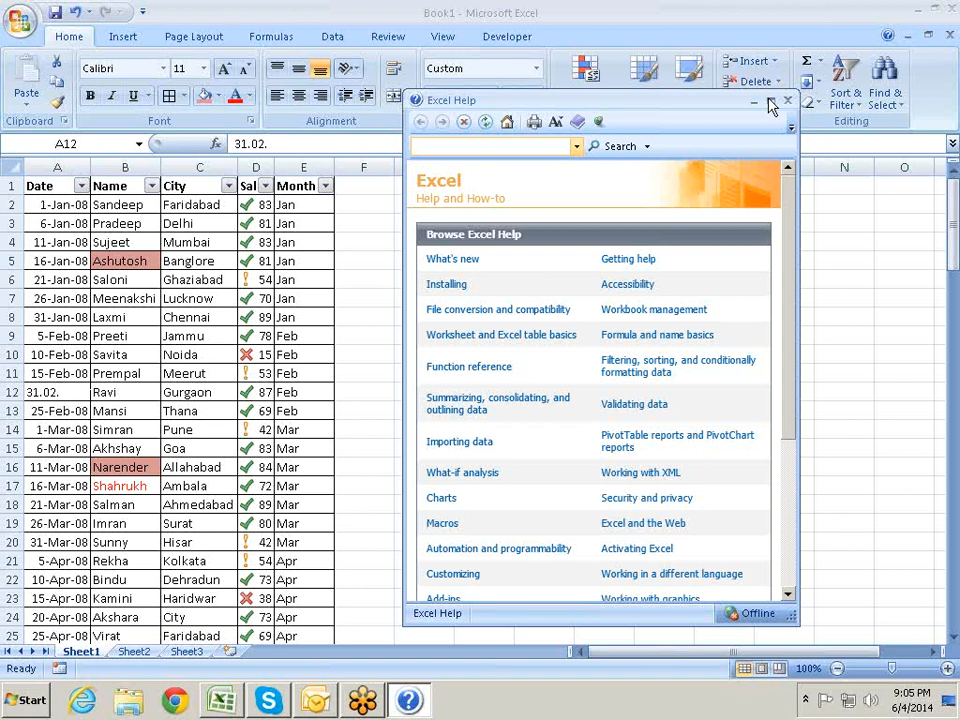 Book1 - Microsoft Excel
Home Insert Page Layout Formulas Data Review View Developer
Calibri 11 Custom Insert Delete Σ
Paste B I U A Sort & Filter Find & Select
Clipboard Font Alignment Editing
A12 fx 31.02.
A B C D E F N O
1 Date Name City Sal Month
2 1-Jan-08 Sandeep Faridabad 83 Jan
3 6-Jan-08 Pradeep Delhi 81 Jan
4 11-Jan-08 Sujeet Mumbai 83 Jan
5 16-Jan-08 Ashutosh Banglore 81 Jan
6 21-Jan-08 Saloni Ghaziabad 54 Jan
7 26-Jan-08 Meenakshi Lucknow 70 Jan
8 31-Jan-08 Laxmi Chennai 89 Jan
9 5-Feb-08 Preeti Jammu 78 Feb
10 10-Feb-08 Savita Noida 15 Feb
11 15-Feb-08 Prempal Meerut 53 Feb
12 31.02. Ravi Gurgaon 87 Feb
13 25-Feb-08 Mansi Thana 69 Feb
14 1-Mar-08 Simran Pune 42 Mar
15 6-Mar-08 Akhshay Goa 83 Mar
16 11-Mar-08 Narender Allahabad 84 Mar
17 16-Mar-08 Shahrukh Ambala 72 Mar
18 21-Mar-08 Salman Ahmedabad 89 Mar
19 26-Mar-08 Imran Surat 80 Mar
20 31-Mar-08 Sunny Hisar 42 Mar
21 5-Apr-08 Rekha Kolkata 54 Apr
22 10-Apr-08 Bindu Dehradun 73 Apr
23 15-Apr-08 Kamini Haridwar 38 Apr
24 20-Apr-08 Akshara City 73 Apr
25 25-Apr-08 Virat Faridabad 69 Apr
Excel Help
Search
Excel
Help and How-to
Browse Excel Help
What's new Getting help
Installing Accessibility
File conversion and compatibility Workbook management
Worksheet and Excel table basics Formula and name basics
Function reference Filtering, sorting, and conditionally
formatting data
Summarizing, consolidating, and
outlining data Validating data
Importing data PivotTable reports and PivotChart
reports
What-if analysis Working with XML
Charts Security and privacy
Macros Excel and the Web
Automation and programmability Activating Excel
Customizing Working in a different language
Add-ins Working with graphics
Excel Help Offline
Sheet1 Sheet2 Sheet3
Ready 100%
Start 9:05 PM
6/4/2014